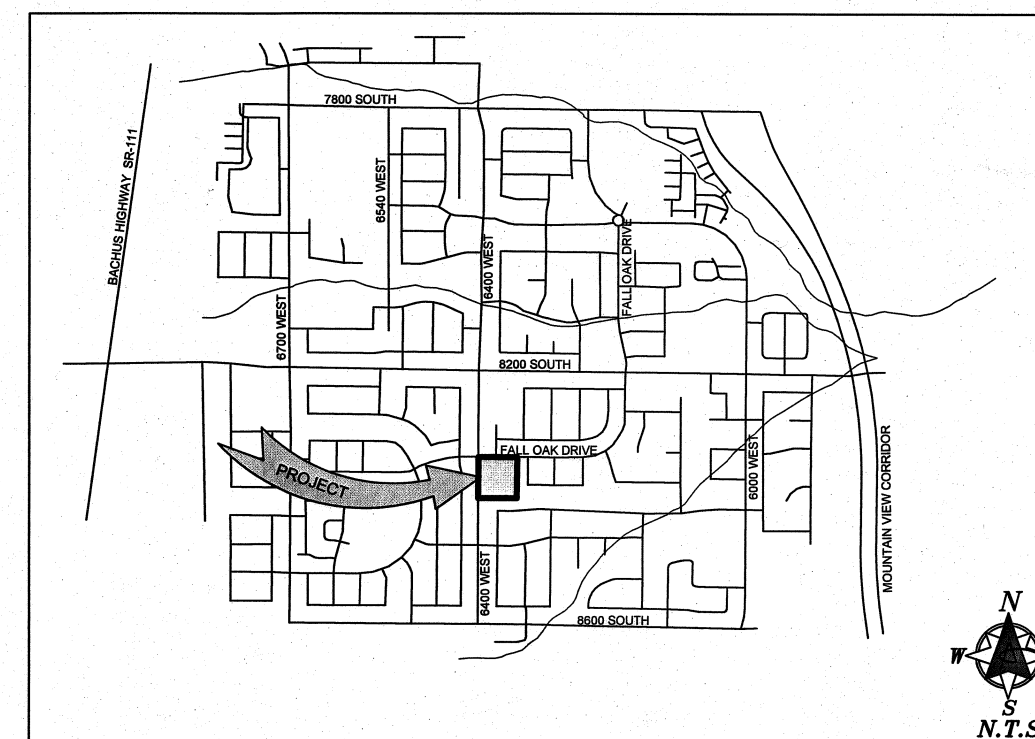 7800 SOUTH
BACHUS HIGHWAY SR-111
6540 WEST
6400 WEST
FALL OAK DRIVE
6700 WEST
8200 SOUTH
FALL OAK DRIVE
PROJECT
6000 WEST
MOUNTAIN VIEW CORRIDOR
6400 WEST
8600 SOUTH
N
W
S
N.T.S